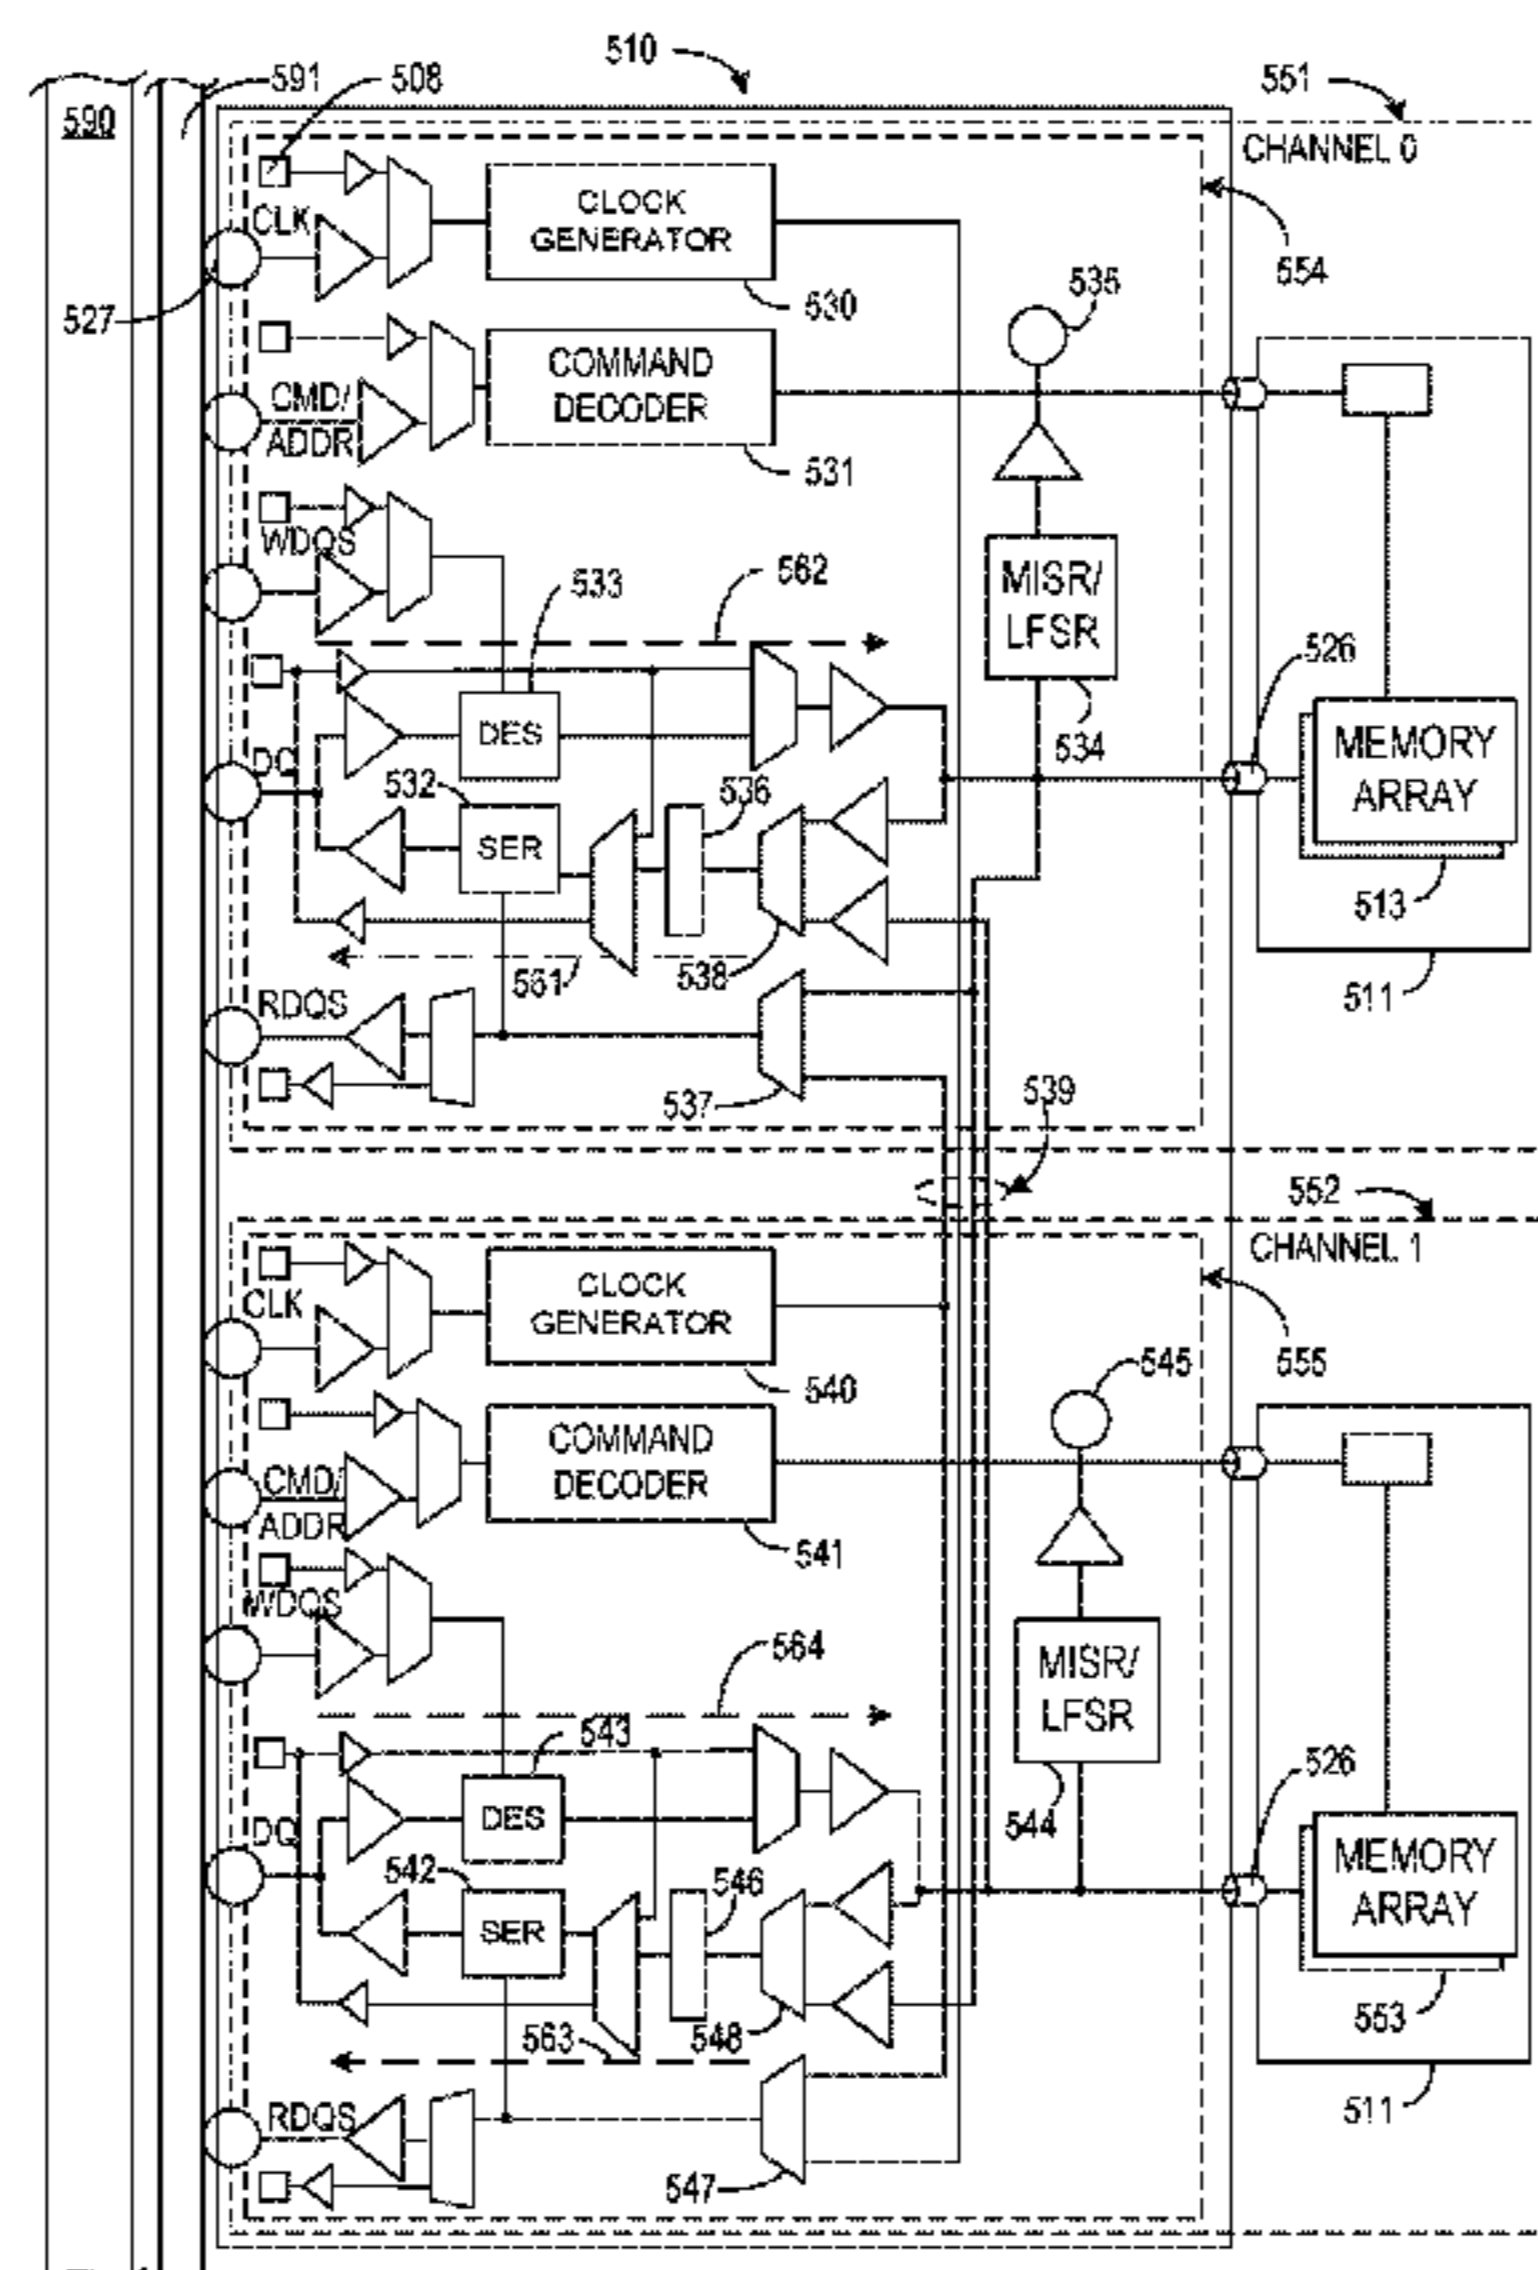 510
591
508
551
590
CHANNEL 0
CLK
CLOCK
GENERATOR
554
527
530
535
CMD/
ADDR
COMMAND
DECODER
531
WDQS
533
562
MISR/
LFSR
526
DQ
DES
534
MEMORY
ARRAY
532
536
SER
513
561
538
511
RDQS
537
539
552
CHANNEL 1
CLK
CLOCK
GENERATOR
555
545
540
CMD/
ADDR
COMMAND
DECODER
541
WDQS
564
MISR/
LFSR
543
526
DQ
DES
544
MEMORY
ARRAY
542
546
SER
553
563
548
511
RDQS
547